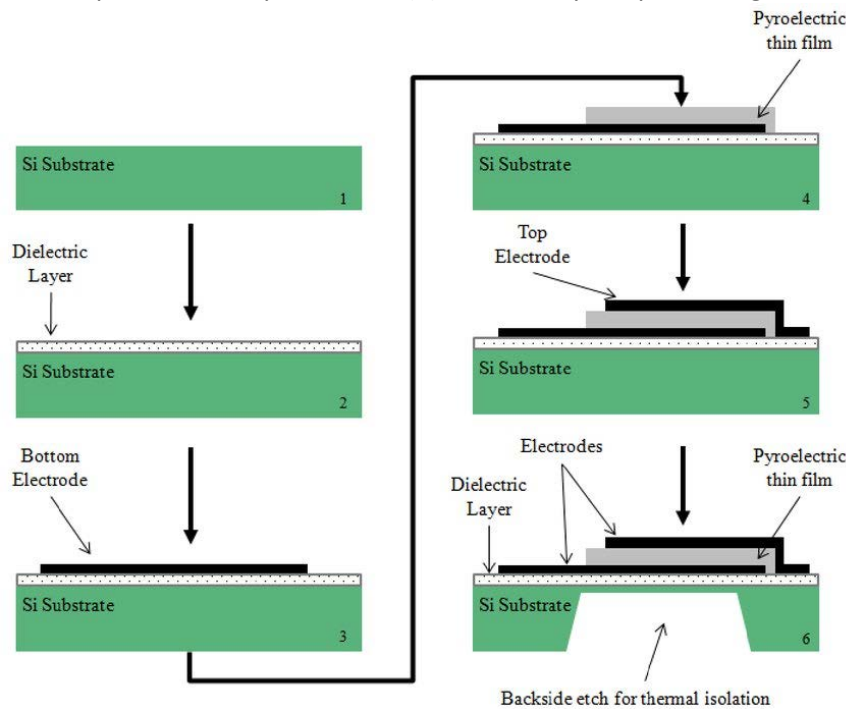 Si Substrate
1
Dielectric
Layer
Si Substrate
2
Bottom
Electrode
Si Substrate
3
Pyroelectric
thin film
Si Substrate
4
Top
Electrode
Si Substrate
5
Electrodes
Pyroelectric
thin film
Dielectric
Layer
Si Substrate
6
Backside etch for thermal isolation